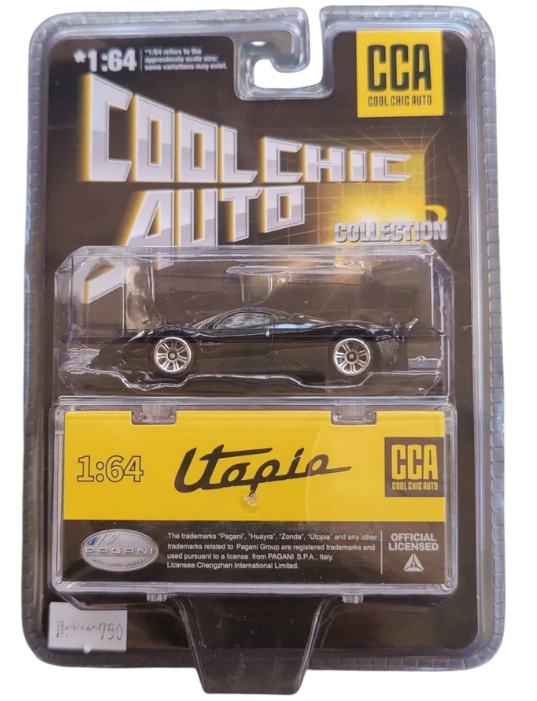 *1:64
*1/64 refers to the
approximate scale size:
some variations may exist.
CCA
COOL CHIC AUTO
COOL CHIC
AUTO
COLLECTION
1:64
Utopia
CCA
COOL CHIC AUTO
PAGANI
The trademarks "Pagani", "Huayra", "Zonda", "Utopia" and any other
trademarks related to Pagani Group are registered trademarks and
used pursuant to a license from PAGANI S.P.A., Italy.
Licensee:Chengzhen International Limited.
OFFICIAL
LICENSED
750